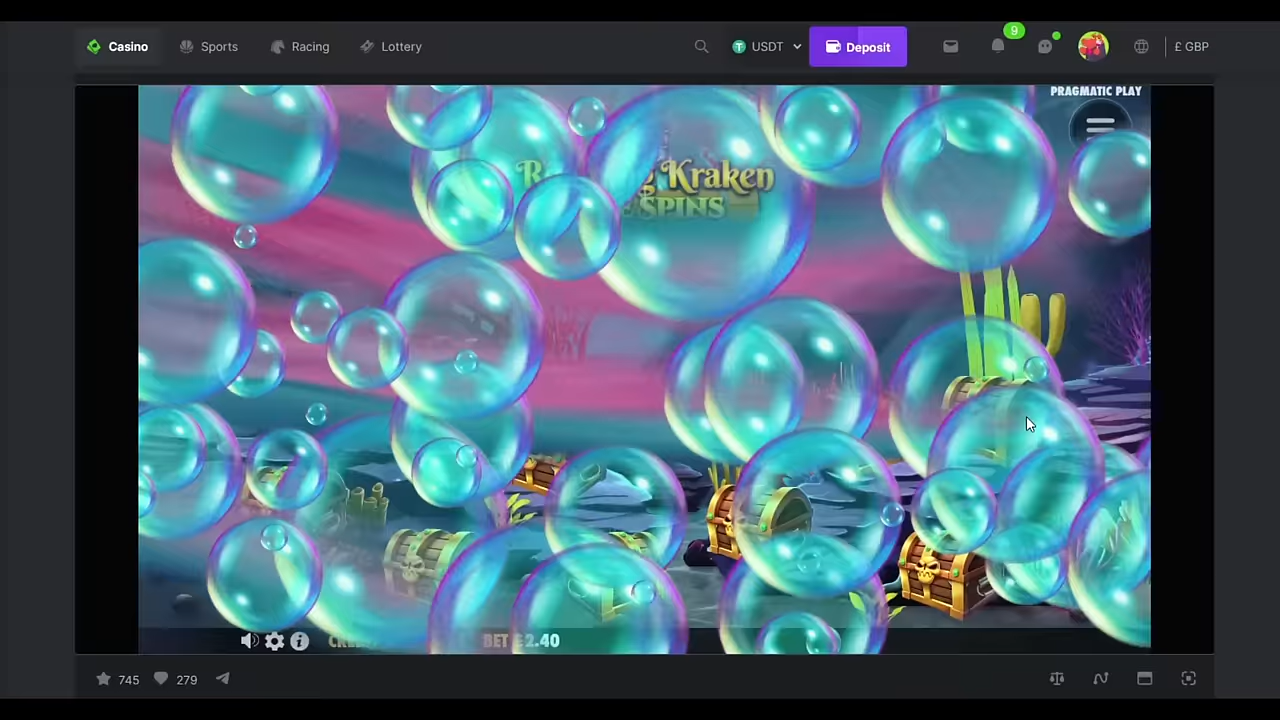 Casino
Sports
Racing
Lottery
USDT
Deposit
9
£ GBP
PRAGMATIC PLAY
Kraken
SPINS
BET £2.40
745
279